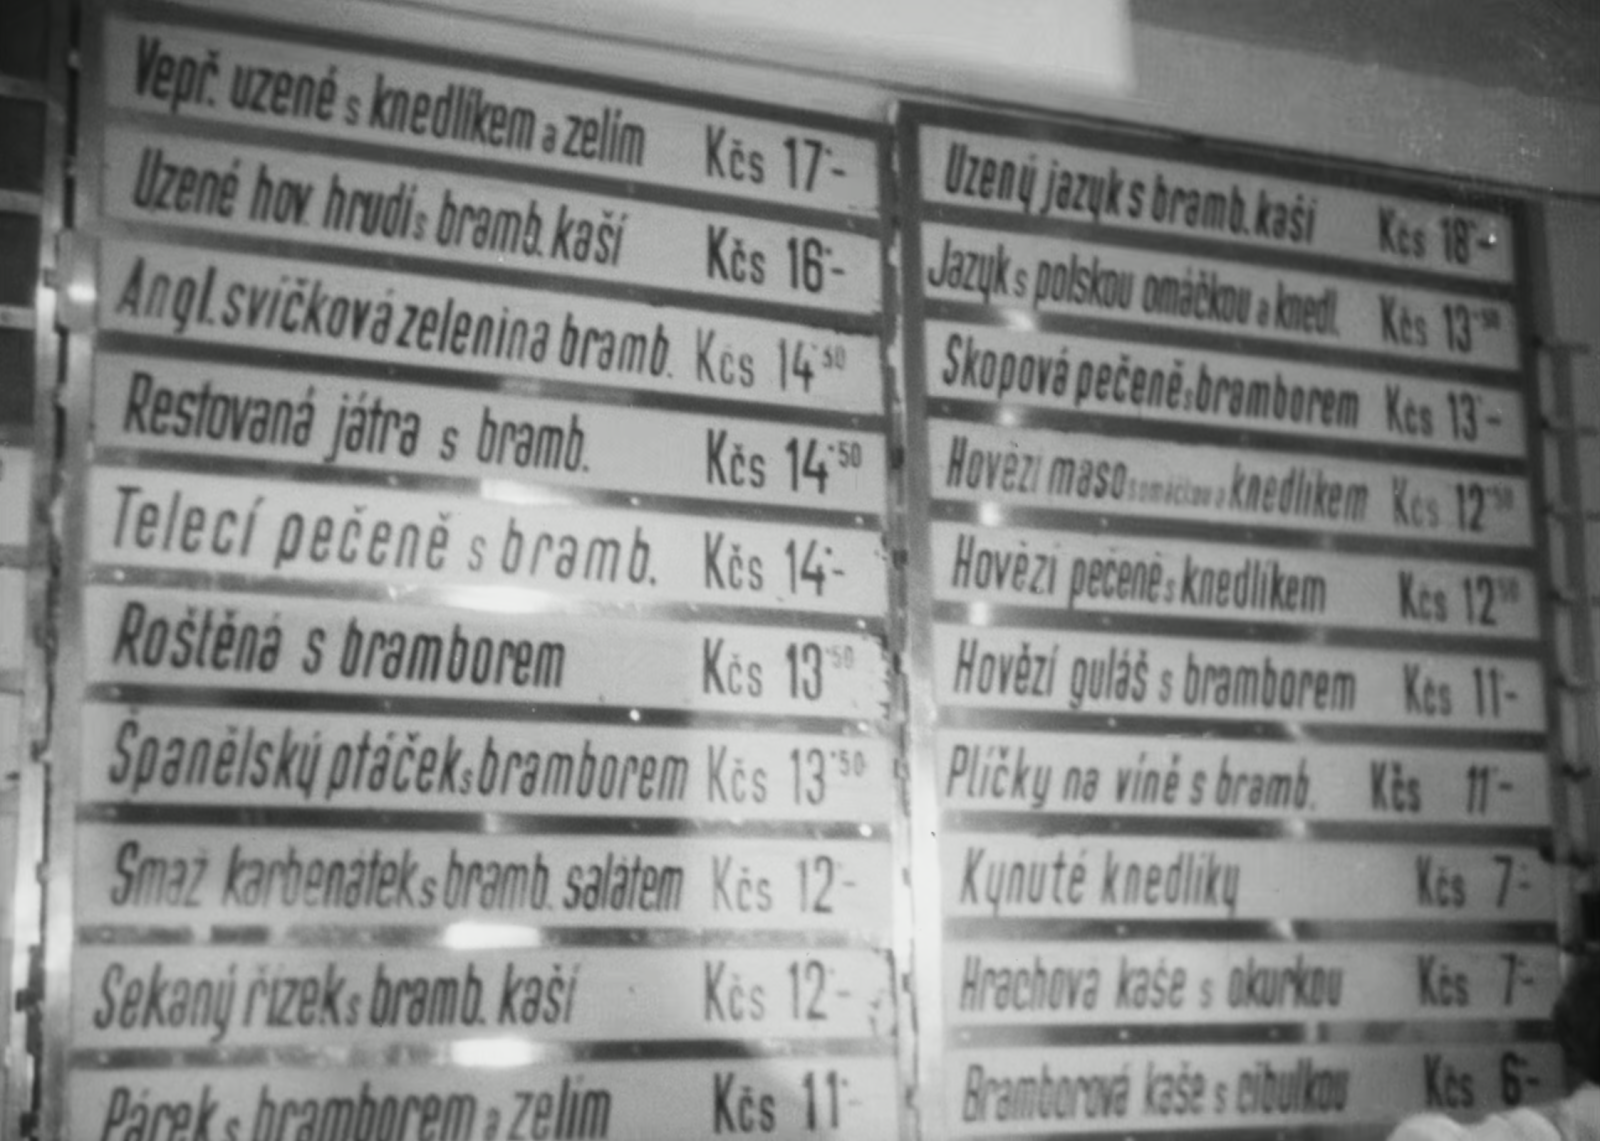 Vepř. uzené s knedlíkem a zelím Kčs 17·-
Uzené hov. hrudí s bramb. kaší Kčs 16·-
Angl. svíčková zelenina bramb. Kčs 14·50
Restovaná játra s bramb. Kčs 14·50
Telecí pečeně s bramb. Kčs 14·-
Roštěná s bramborem Kčs 13·50
Španělský ptáček s bramborem Kčs 13·50
Smaž karbenátek s bramb. salátem Kčs 12·-
Sekaný řízek s bramb. kaší Kčs 12·-
Párek s bramborem a zelím Kčs 11·-
Uzený jazyk s bramb. kaší Kčs 18·-
Jazyk s polskou omáčkou a knedl. Kčs 13·50
Skopová pečeně s bramborem Kčs 13·-
Hovězí maso s omáčkou a knedlíkem Kčs 12·50
Hovězí pečeně s knedlíkem Kčs 12·50
Hovězí guláš s bramborem Kčs 11·-
Plíčky na víně s bramb. Kčs 11·-
Kynuté knedlíky Kčs 7·-
Hrachová kaše s okurkou Kčs 7·-
Bramborová kaše s cibulkou Kčs 6·-